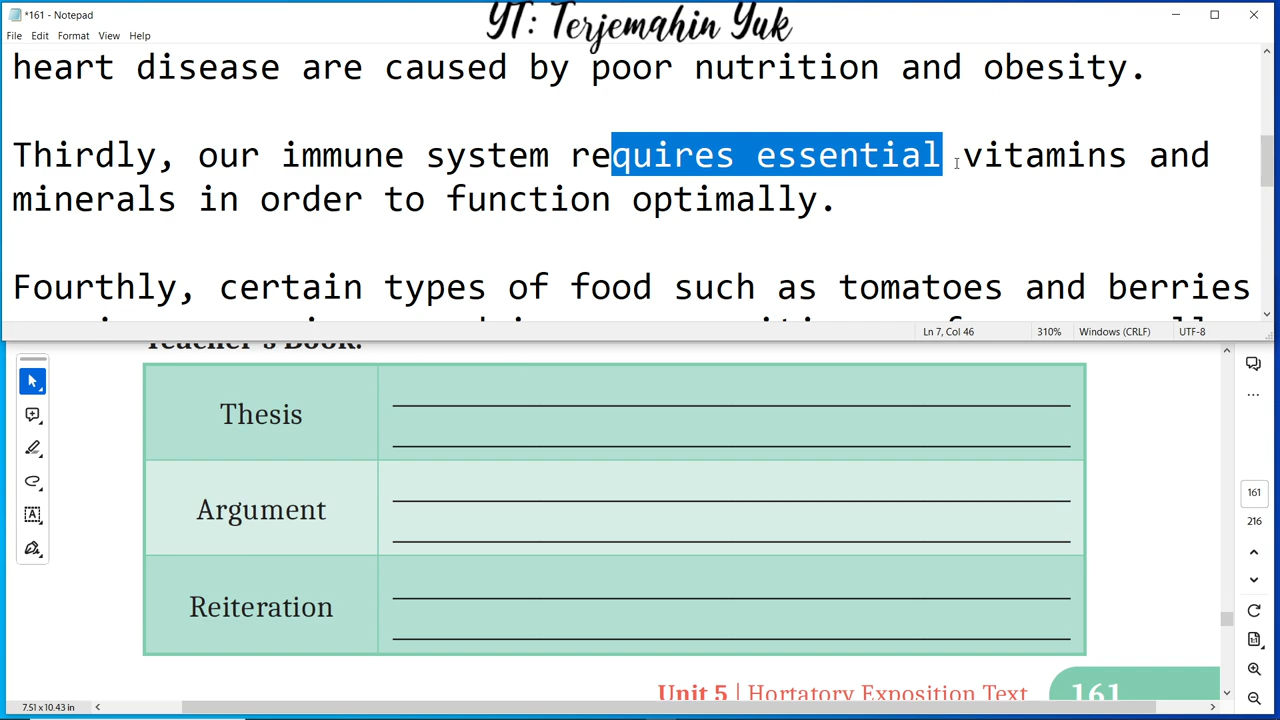 *161 - Notepad
YT: Terjemahin Yuk
File Edit Format View Help
heart disease are caused by poor nutrition and obesity.
Thirdly, our immune system requires essential vitamins and
minerals in order to function optimally.
Fourthly, certain types of food such as tomatoes and berries
Ln 7, Col 46
310%
Windows (CRLF)
UTF-8
Teacher's Book.
Thesis
Argument
Reiteration
161
216
Unit 5 | Hortatory Exposition Text
161
7.51 x 10.43 in